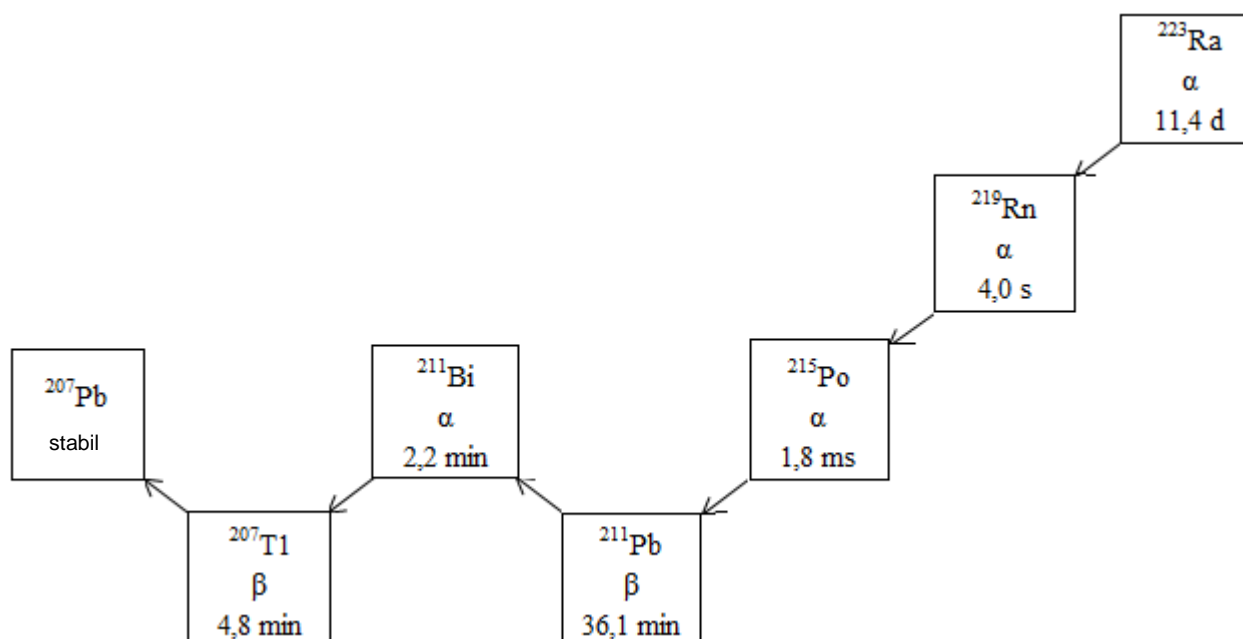 ²²³Ra
α
11,4 d
²¹⁹Rn
α
4,0 s
²¹⁵Po
α
1,8 ms
²¹¹Pb
β
36,1 min
²¹¹Bi
α
2,2 min
²⁰⁷T1
β
4,8 min
²⁰⁷Pb
stabil